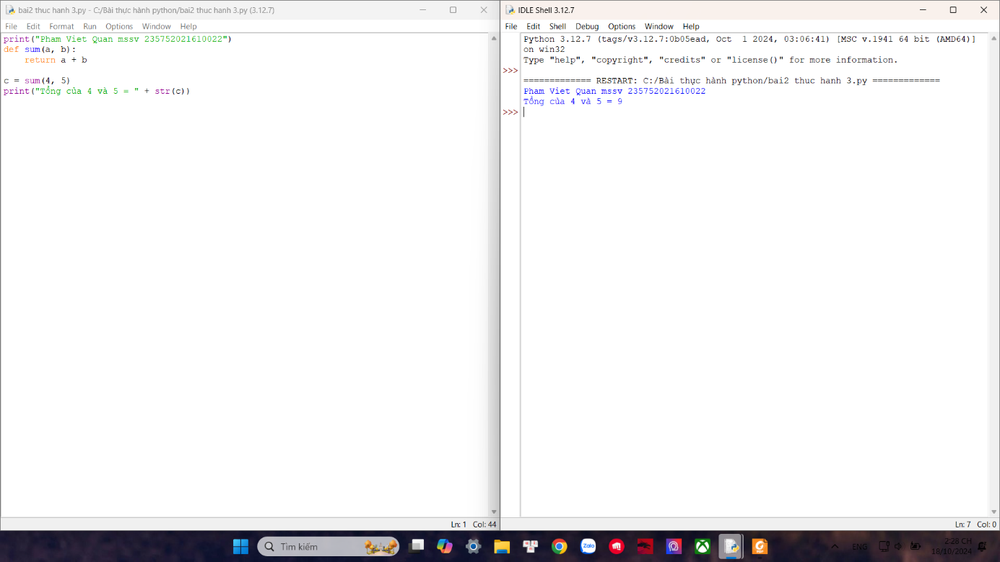 bai2 thuc hanh 3.py - C:/Bài thực hành python/bai2 thuc hanh 3.py (3.12.7)
File Edit Format Run Options Window Help
print("Pham Viet Quan mssv 235752021610022")
def sum(a, b):
    return a + b
c = sum(4, 5)
print("Tổng của 4 và 5 = " + str(c))
Ln: 1 Col: 44
IDLE Shell 3.12.7
File Edit Shell Debug Options Window Help
Python 3.12.7 (tags/v3.12.7:0b05ead, Oct  1 2024, 03:06:41) [MSC v.1941 64 bit (AMD64)]
on win32
Type "help", "copyright", "credits" or "license()" for more information.
>>>
============= RESTART: C:/Bài thực hành python/bai2 thuc hanh 3.py =============
Pham Viet Quan mssv 235752021610022
Tổng của 4 và 5 = 9
>>>
Ln: 7 Col: 0
Tìm kiếm
Zalo
ENG
2:28 CH
18/10/2024